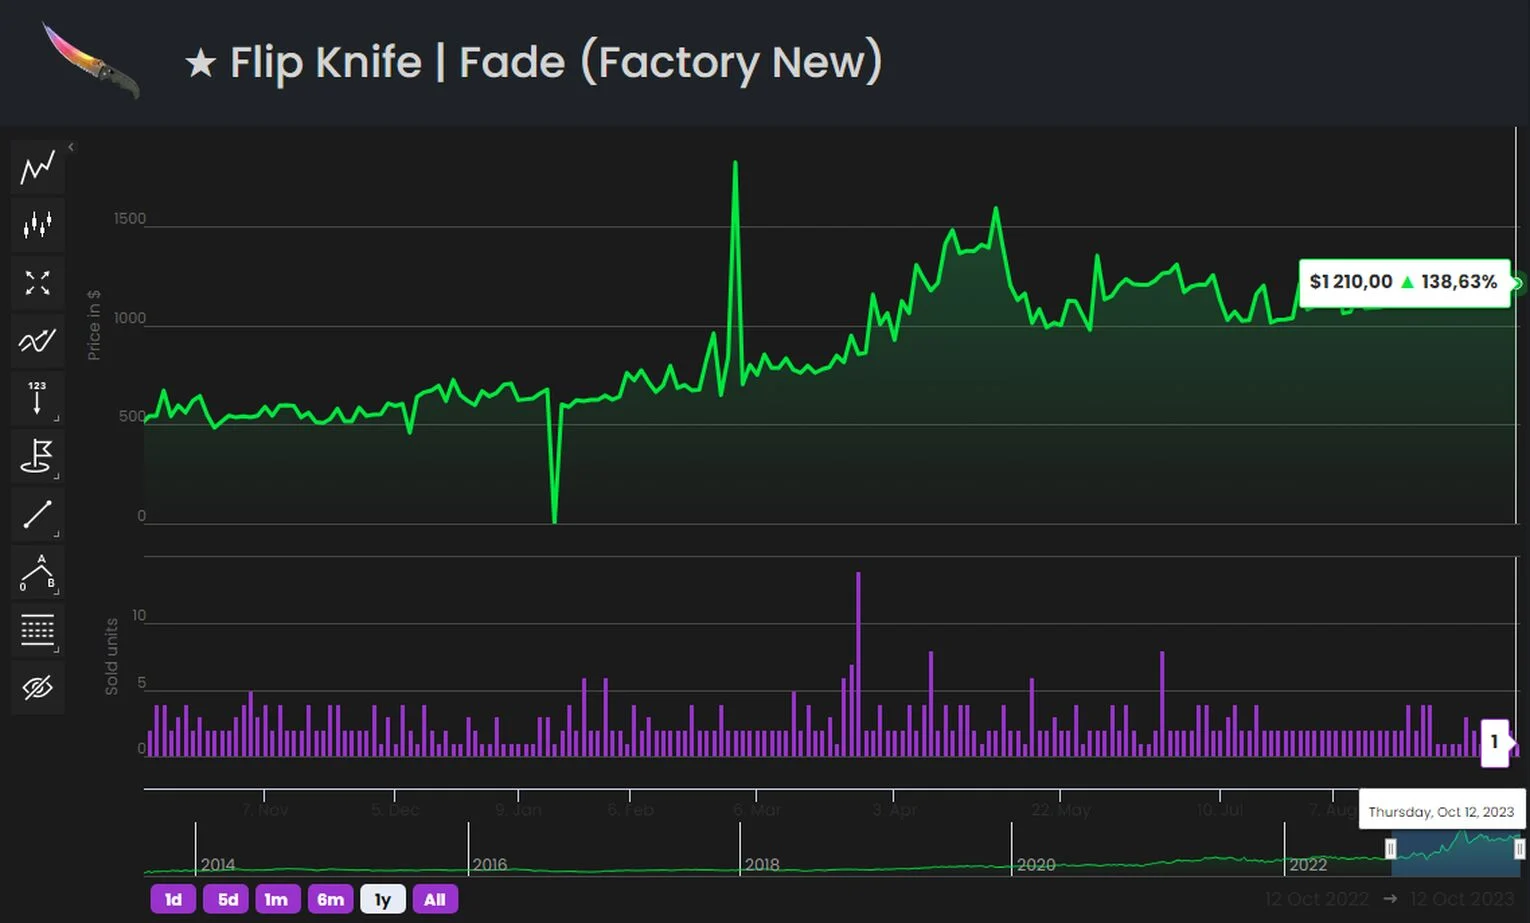 ★ Flip Knife | Fade (Factory New)
123
A
0 B
Price in $
1500
1000
500
0
$1 210,00 ▲ 138,63%
Sold units
10
5
0
1
7. Nov 5. Dec 9. Jan 6. Feb 6. Mar 3. Apr 22. May 10. Jul 7. Aug
Thursday, Oct 12, 2023
2014 2016 2018 2020 2022
1d 5d 1m 6m 1y All
12 Oct 2022 → 12 Oct 2023